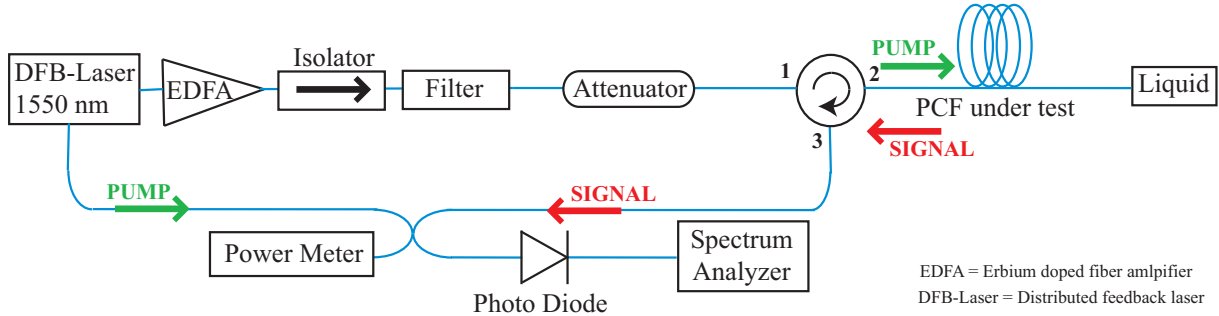 DFB-Laser
1550 nm
EDFA
Isolator
Filter
Attenuator
1
2
3
PUMP
PCF under test
SIGNAL
Liquid
PUMP
SIGNAL
Power Meter
Photo Diode
Spectrum
Analyzer
EDFA = Erbium doped fiber amlpifier
DFB-Laser = Distributed feedback laser